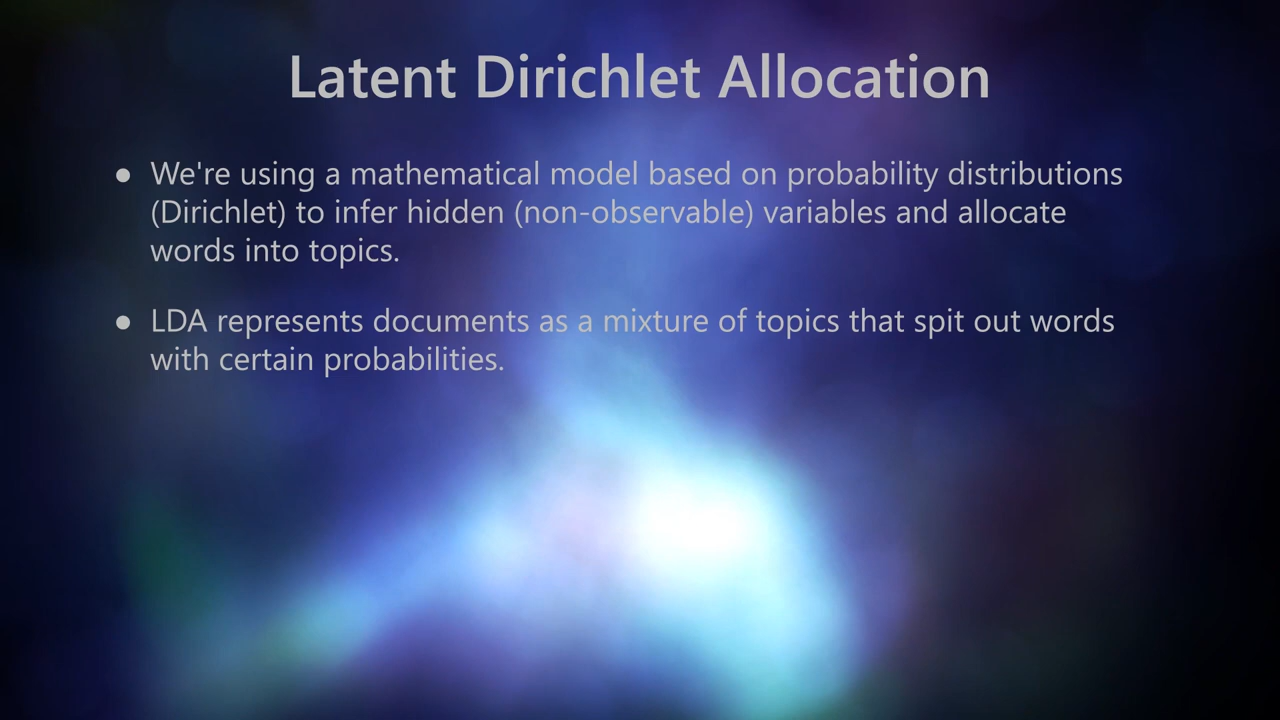 Latent Dirichlet Allocation
● We're using a mathematical model based on probability distributions
(Dirichlet) to infer hidden (non-observable) variables and allocate
words into topics.
● LDA represents documents as a mixture of topics that spit out words
with certain probabilities.